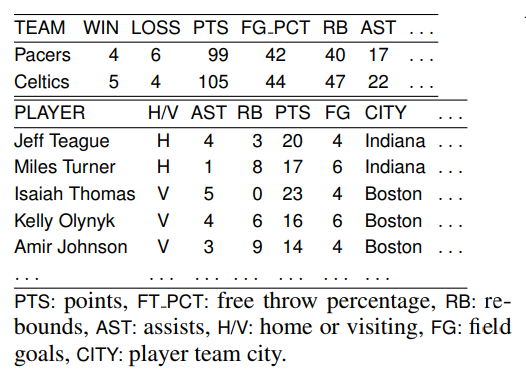 TEAM WIN LOSS PTS FG_PCT RB AST ...
Pacers 4 6 99 42 40 17 ...
Celtics 5 4 105 44 47 22 ...
PLAYER H/V AST RB PTS FG CITY ...
Jeff Teague H 4 3 20 4 Indiana ...
Miles Turner H 1 8 17 6 Indiana ...
Isaiah Thomas V 5 0 23 4 Boston ...
Kelly Olynyk V 4 6 16 6 Boston ...
Amir Johnson V 3 9 14 4 Boston ...
... ... ... ... ... ... ...
PTS: points, FT_PCT: free throw percentage, RB: re-
bounds, AST: assists, H/V: home or visiting, FG: field
goals, CITY: player team city.